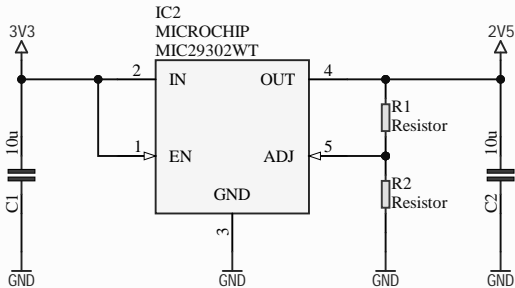 IC2
3V3
MICROCHIP
2V5
MIC29302WT
2
IN
OUT
4
R1
Resistor
10u
C1
1
EN
ADJ
5
10u
C2
R2
Resistor
GND
3
GND
GND
GND
GND